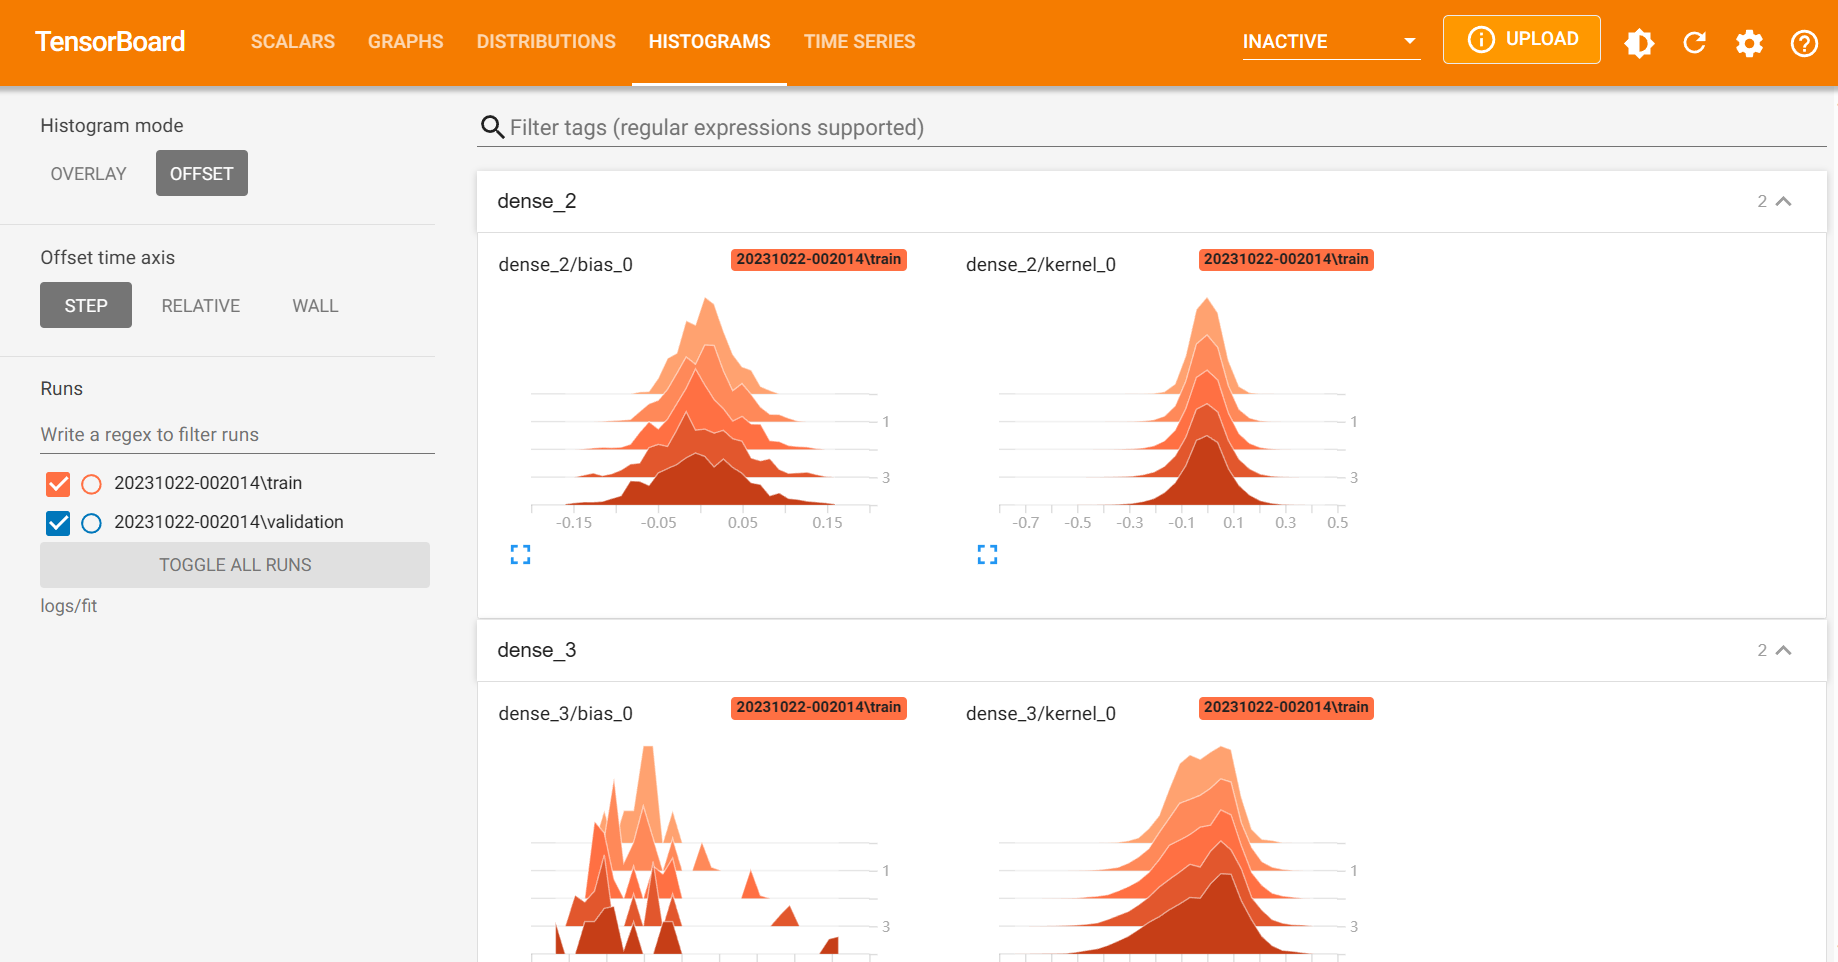 TensorBoard SCALARS GRAPHS DISTRIBUTIONS HISTOGRAMS TIME SERIES INACTIVE UPLOAD
Histogram mode
OVERLAY OFFSET
Offset time axis
STEP RELATIVE WALL
Runs
Write a regex to filter runs
20231022-002014\train
20231022-002014\validation
TOGGLE ALL RUNS
logs/fit
Filter tags (regular expressions supported)
dense_2 2
dense_2/bias_0 20231022-002014\train
1
3
-0.15 -0.05 0.05 0.15
dense_2/kernel_0 20231022-002014\train
1
3
-0.7 -0.5 -0.3 -0.1 0.1 0.3 0.5
dense_3 2
dense_3/bias_0 20231022-002014\train
1
3
dense_3/kernel_0 20231022-002014\train
1
3